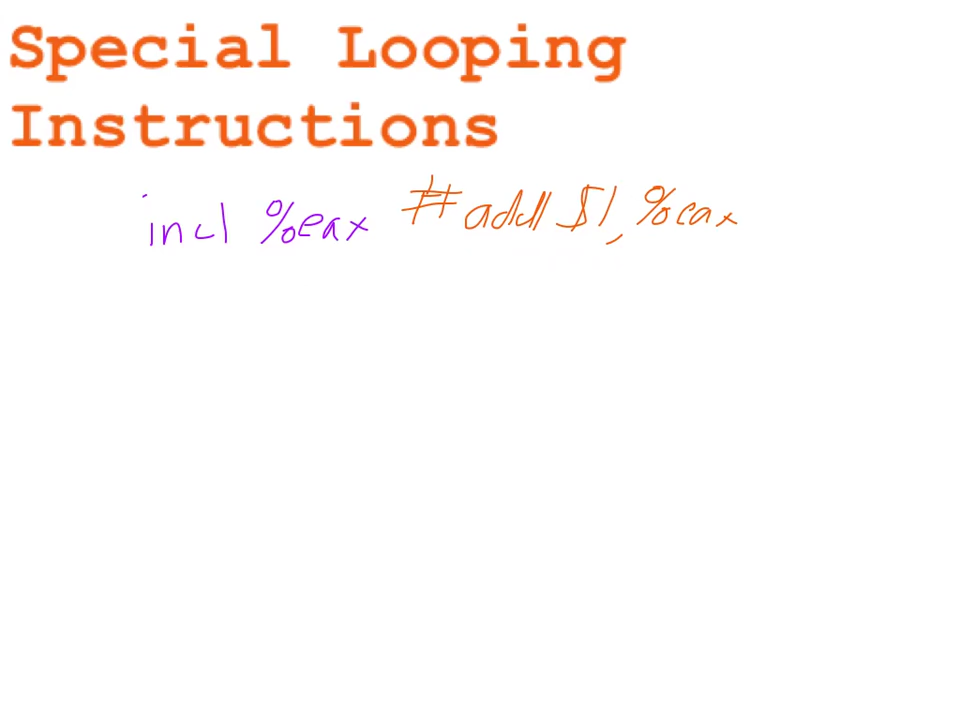 Special Looping
Instructions
incl %eax # addl $1, %eax